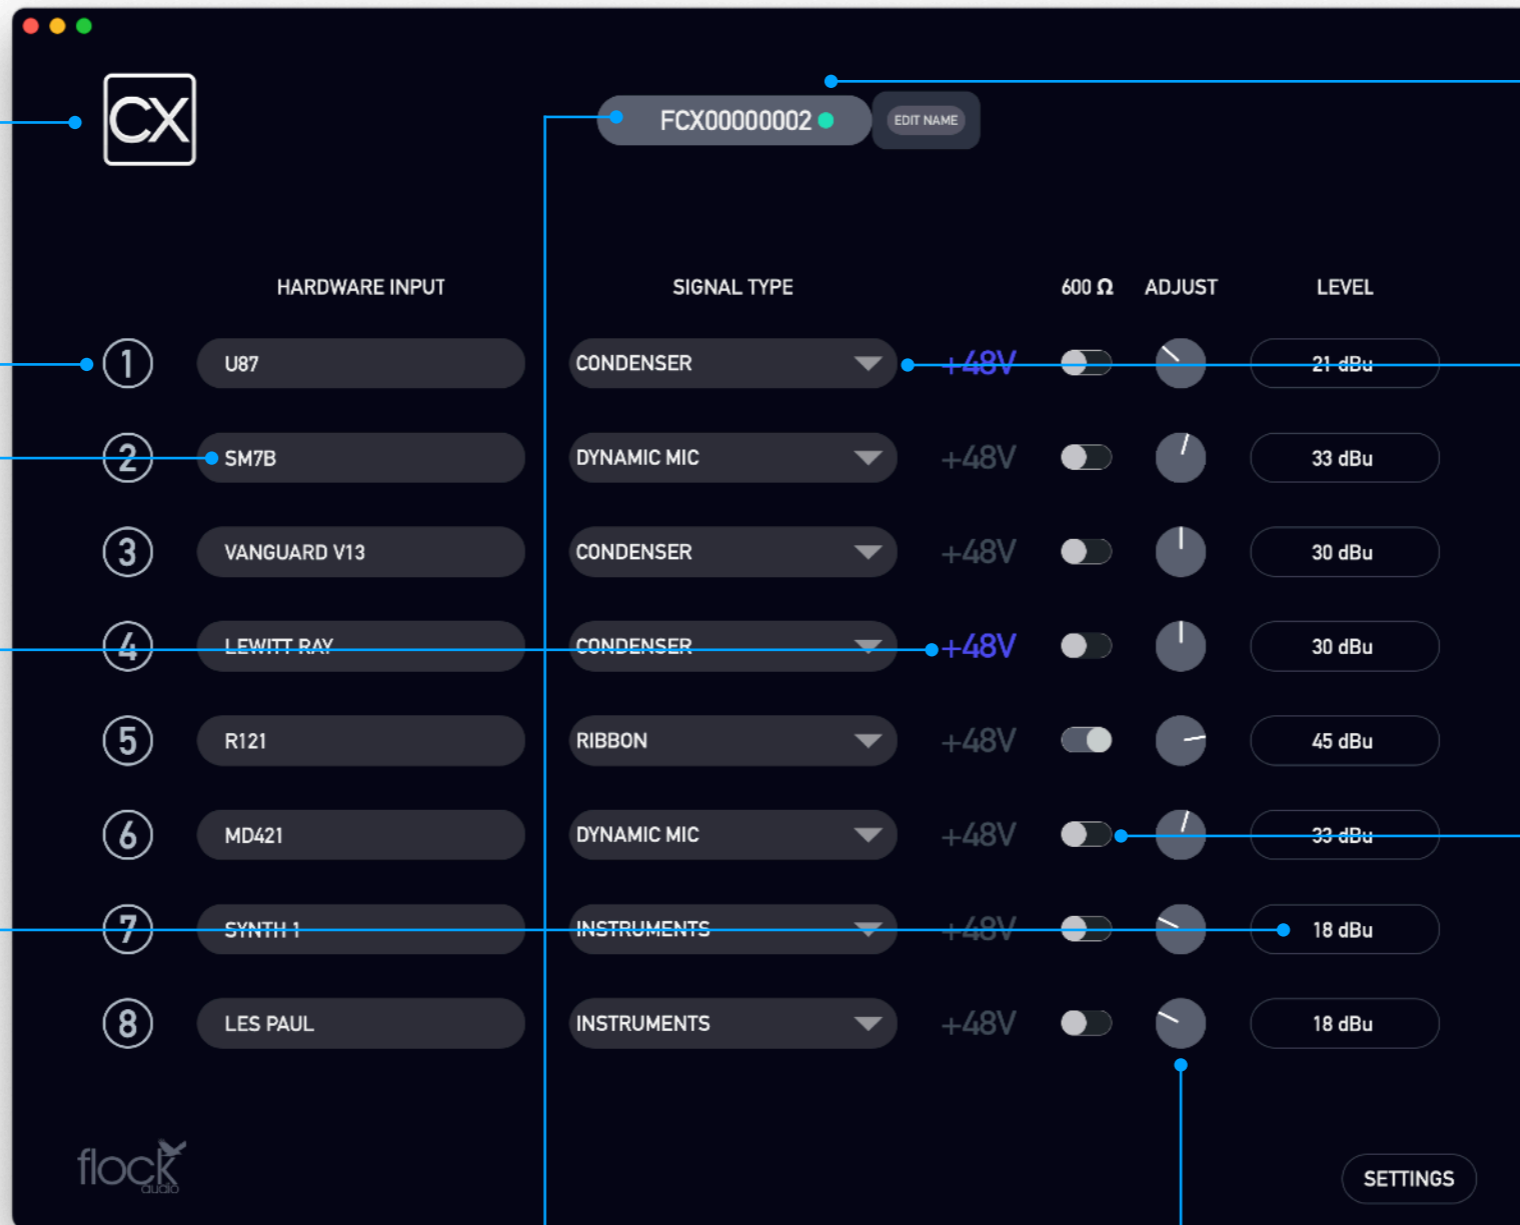 CX
FCX00000002 EDIT NAME
HARDWARE INPUT SIGNAL TYPE 600 Ω ADJUST LEVEL
1 U87 CONDENSER +48V 21 dBu
2 SM7B DYNAMIC MIC +48V 33 dBu
3 VANGUARD V13 CONDENSER +48V 30 dBu
4 LEWITT RAY CONDENSER +48V 30 dBu
5 R121 RIBBON +48V 45 dBu
6 MD421 DYNAMIC MIC +48V 33 dBu
7 SYNTH 1 INSTRUMENTS +48V 18 dBu
8 LES PAUL INSTRUMENTS +48V 18 dBu
flock
audio
SETTINGS